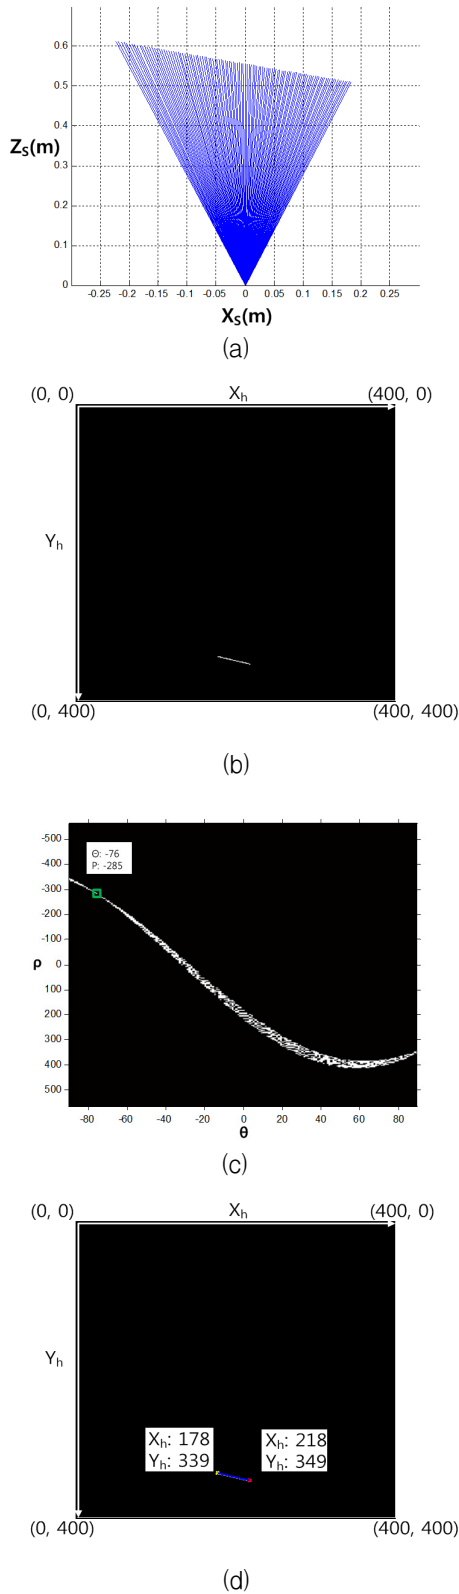 0.6
0.5
0.4
Zₛ(m)
0.3
0.2
0.1
0
-0.25 -0.2 -0.15 -0.1 -0.05 0 0.05 0.1 0.15 0.2 0.25
Xₛ(m)
(a)
(0, 0) Xₕ (400, 0)
Yₕ
(0, 400) (400, 400)
(b)
-500
-400
Θ: -76
P: -285
-300
-200
-100
ρ 0
100
200
300
400
500
-80 -60 -40 -20 0 20 40 60 80
θ
(c)
(0, 0) Xₕ (400, 0)
Yₕ
Xₕ: 178 Xₕ: 218
Yₕ: 339 Yₕ: 349
(0, 400) (400, 400)
(d)